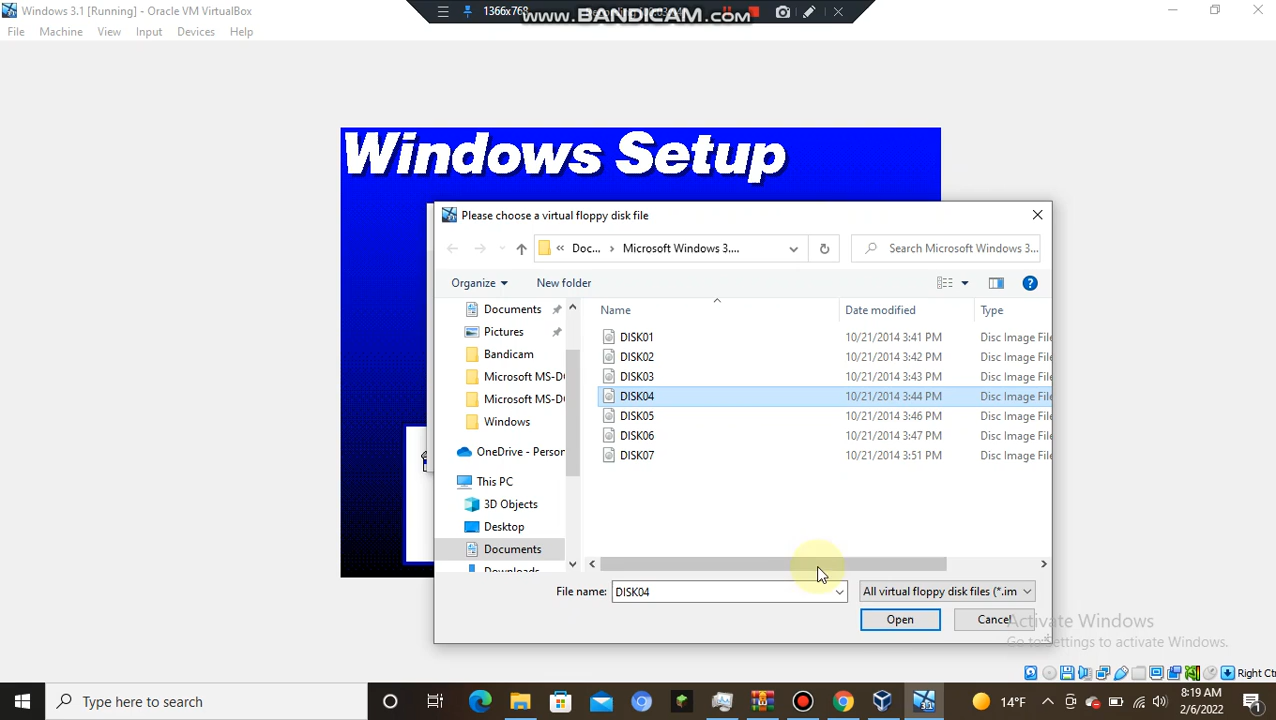 Windows 3.1 [Running] - Oracle VM VirtualBox
1366x768
www.BANDICAM.com
File Machine View Input Devices Help
Windows Setup
Please choose a virtual floppy disk file
« Doc... › Microsoft Windows 3....
Search Microsoft Windows 3...
Organize New folder
Name Date modified Type
Documents
Pictures
Bandicam
Microsoft MS-D
Microsoft MS-D
Windows
OneDrive - Person
This PC
3D Objects
Desktop
Documents
Downloads
DISK01 10/21/2014 3:41 PM Disc Image File
DISK02 10/21/2014 3:42 PM Disc Image File
DISK03 10/21/2014 3:43 PM Disc Image File
DISK04 10/21/2014 3:44 PM Disc Image File
DISK05 10/21/2014 3:46 PM Disc Image File
DISK06 10/21/2014 3:47 PM Disc Image File
DISK07 10/21/2014 3:51 PM Disc Image File
File name: DISK04 All virtual floppy disk files (*.im
Open Cancel
Activate Windows
Go to Settings to activate Windows.
Right Ct
Type here to search
14°F
8:19 AM
2/6/2022
1